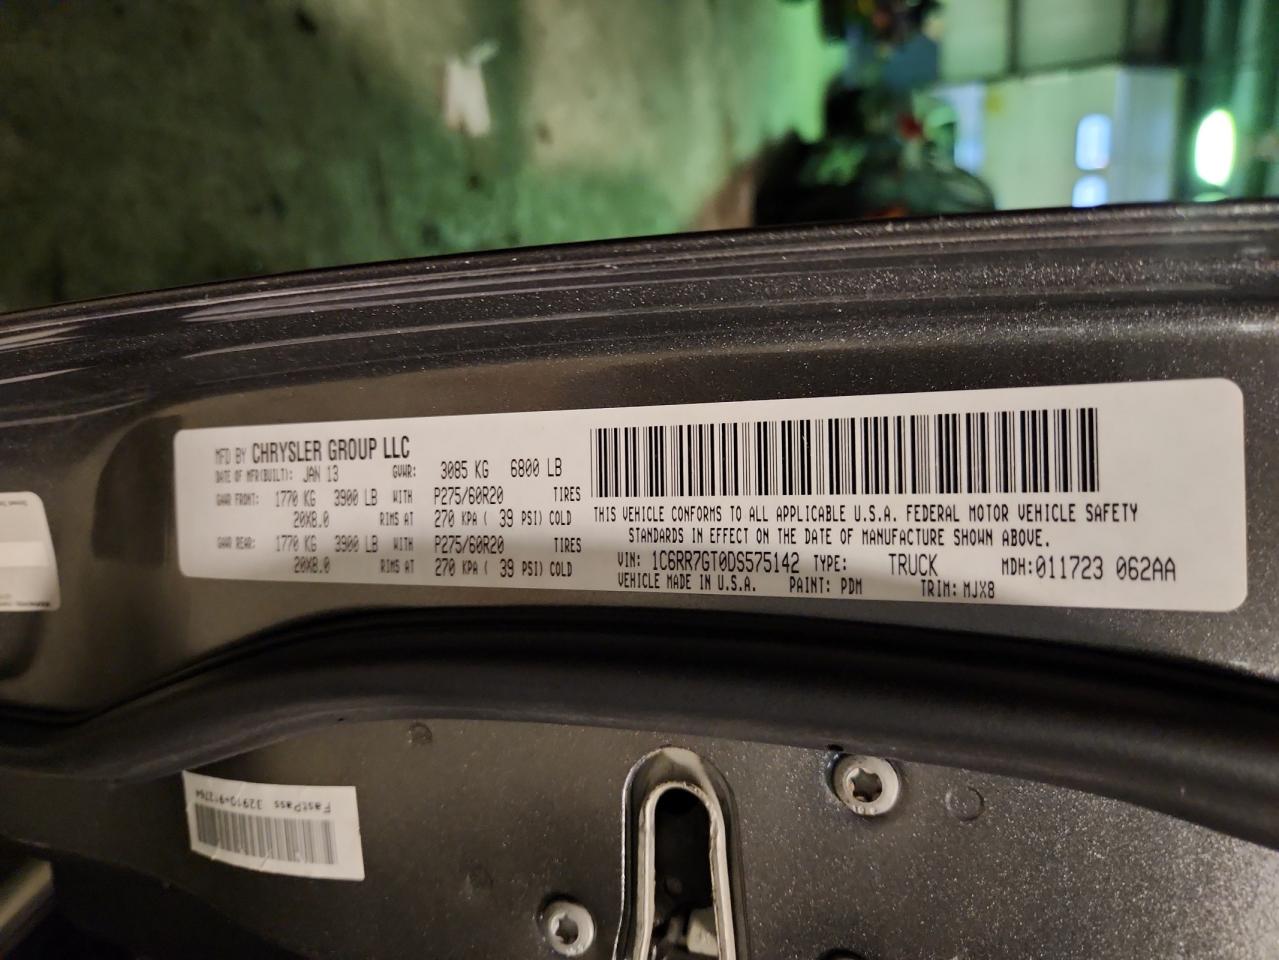 MFD BY CHRYSLER GROUP LLC
DATE OF MFR(BUILT): JAN 13 GVWR: 3085 KG 6800 LB
GAWR FRONT: 1770 KG 3900 LB WITH P275/60R20 TIRES
20X8.0 RIMS AT 270 KPA ( 39 PSI) COLD
GAWR REAR: 1770 KG 3900 LB WITH P275/60R20 TIRES
20X8.0 RIMS AT 270 KPA ( 39 PSI) COLD
THIS VEHICLE CONFORMS TO ALL APPLICABLE U.S.A. FEDERAL MOTOR VEHICLE SAFETY
STANDARDS IN EFFECT ON THE DATE OF MANUFACTURE SHOWN ABOVE.
VIN: 1C6RR7GT0DS575142 TYPE: TRUCK MDH: 011723 062AA
VEHICLE MADE IN U.S.A. PAINT: PDM TRIM: MJX8
FastPass